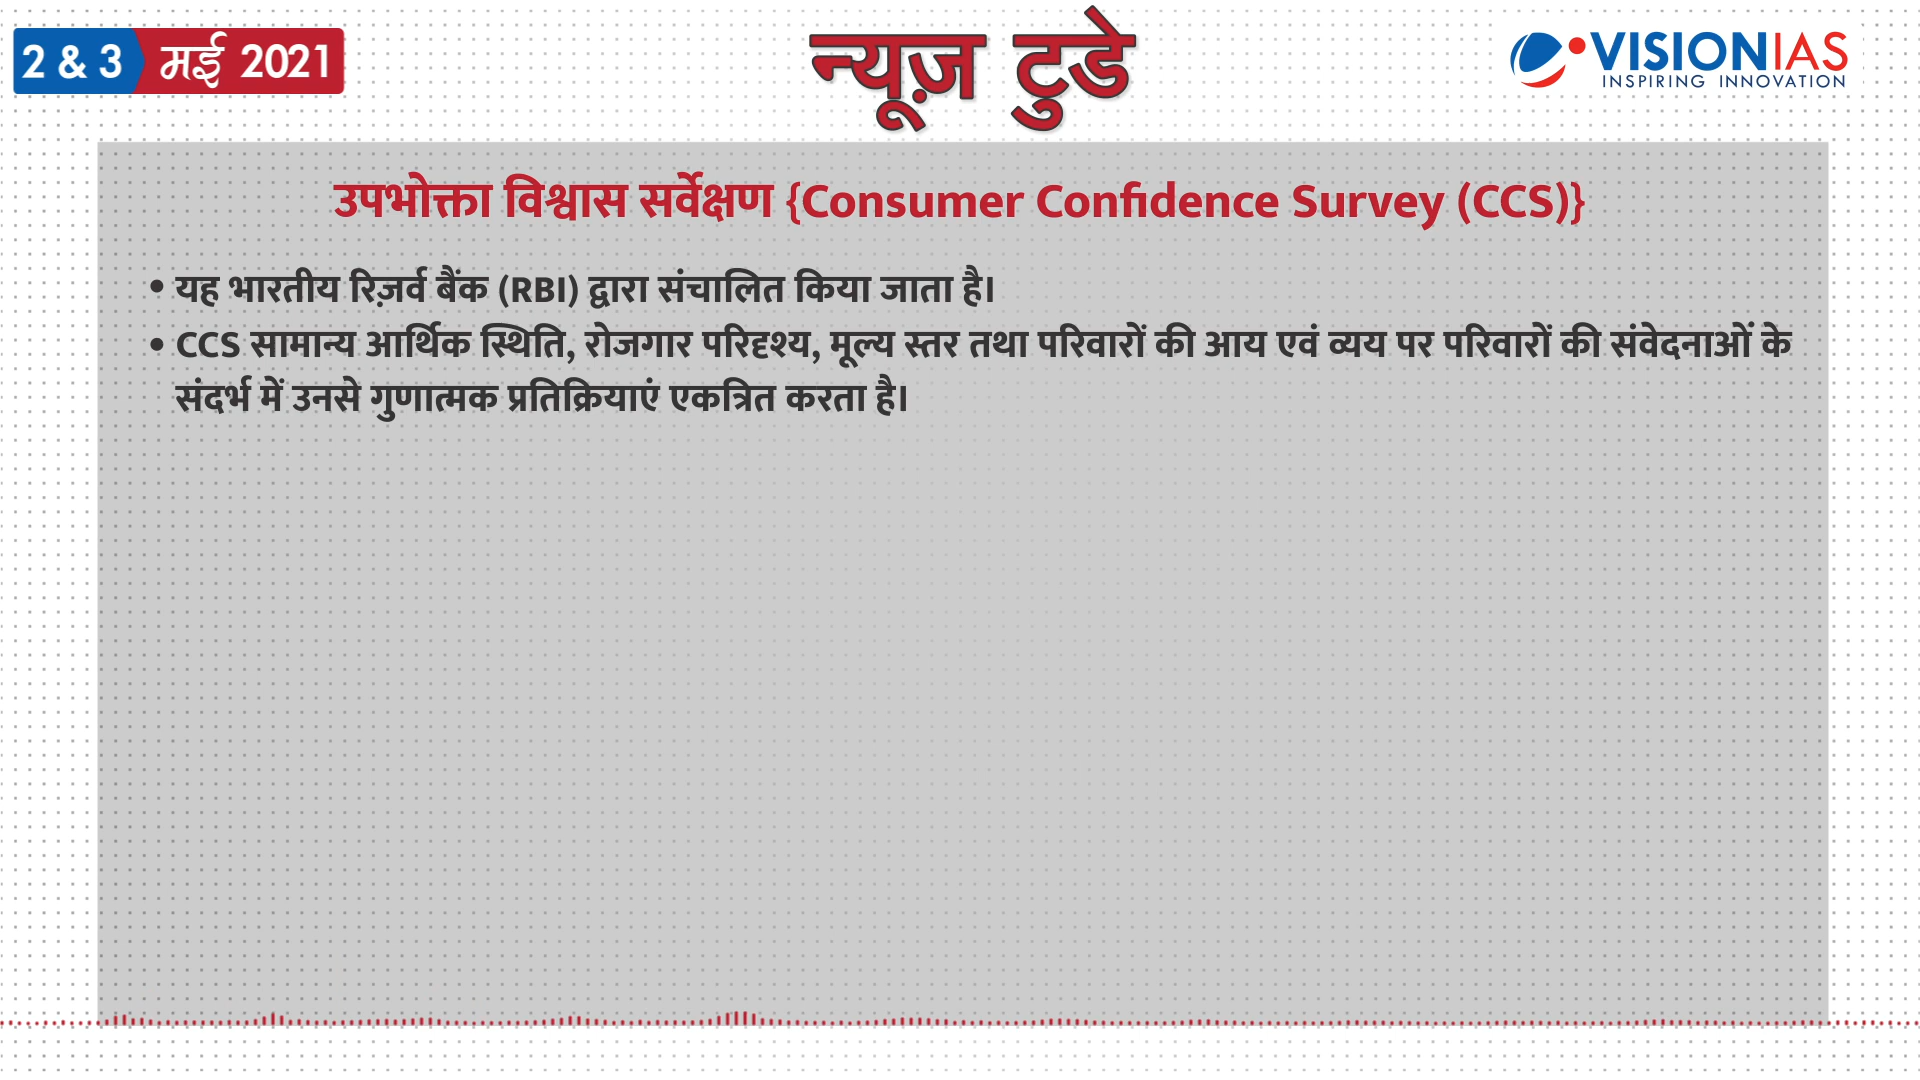 2 & 3 मई 2021
न्यूज़ टुडे
VISIONIAS
INSPIRING INNOVATION
उपभोक्ता विश्वास सर्वेक्षण {Consumer Confidence Survey (CCS)}
• यह भारतीय रिज़र्व बैंक (RBI) द्वारा संचालित किया जाता है।
• CCS सामान्य आर्थिक स्थिति, रोजगार परिदृश्य, मूल्य स्तर तथा परिवारों की आय एवं व्यय पर परिवारों की संवेदनाओं के
संदर्भ में उनसे गुणात्मक प्रतिक्रियाएं एकत्रित करता है।